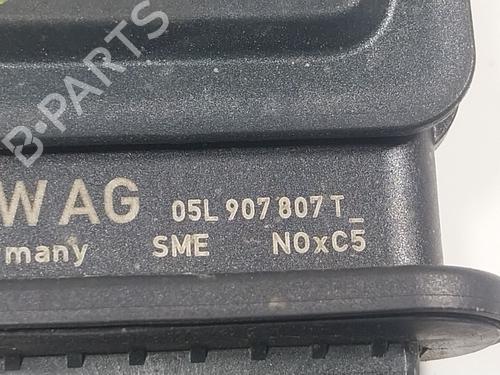 B-PARTS
WAG 05L 907 807 T_
many SME NOxC5